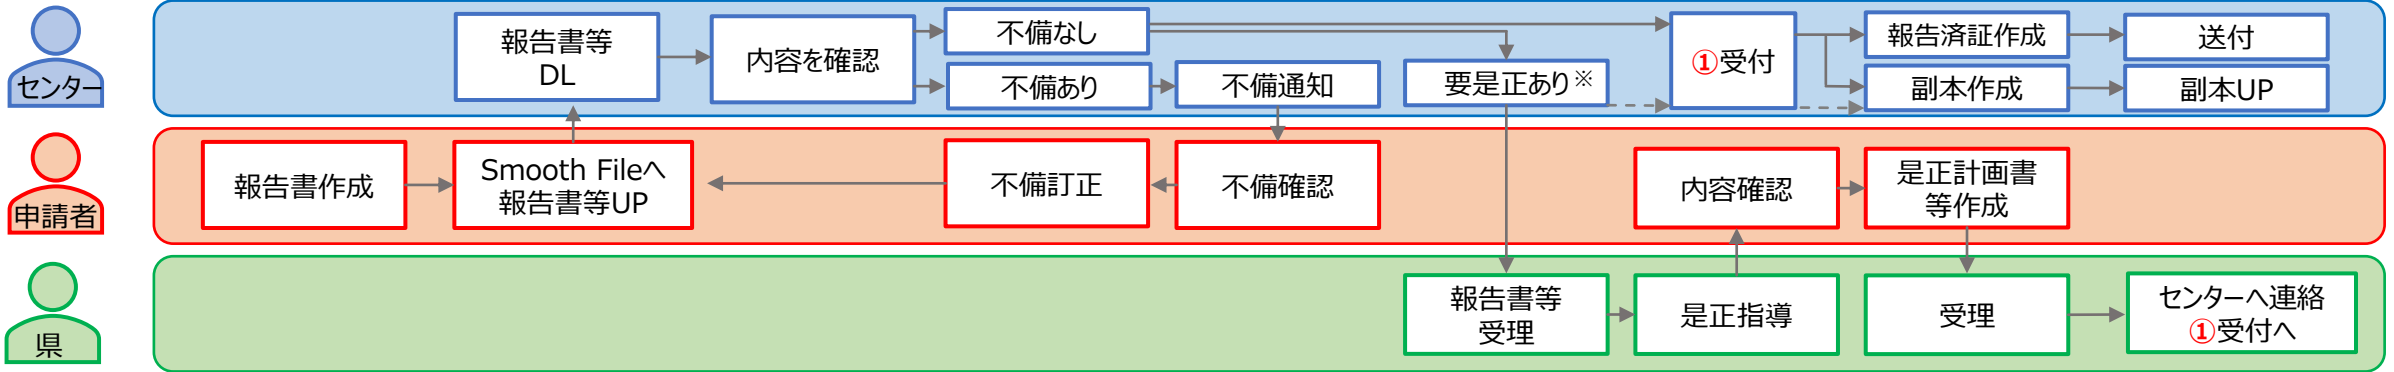 センター
報告書等
DL
内容を確認
不備なし
不備あり
不備通知
要是正あり※
①受付
報告済証作成
送付
副本作成
副本UP
申請者
報告書作成
Smooth Fileへ
報告書等UP
不備訂正
不備確認
内容確認
是正計画書
等作成
県
報告書等
受理
是正指導
受理
センターへ連絡
①受付へ